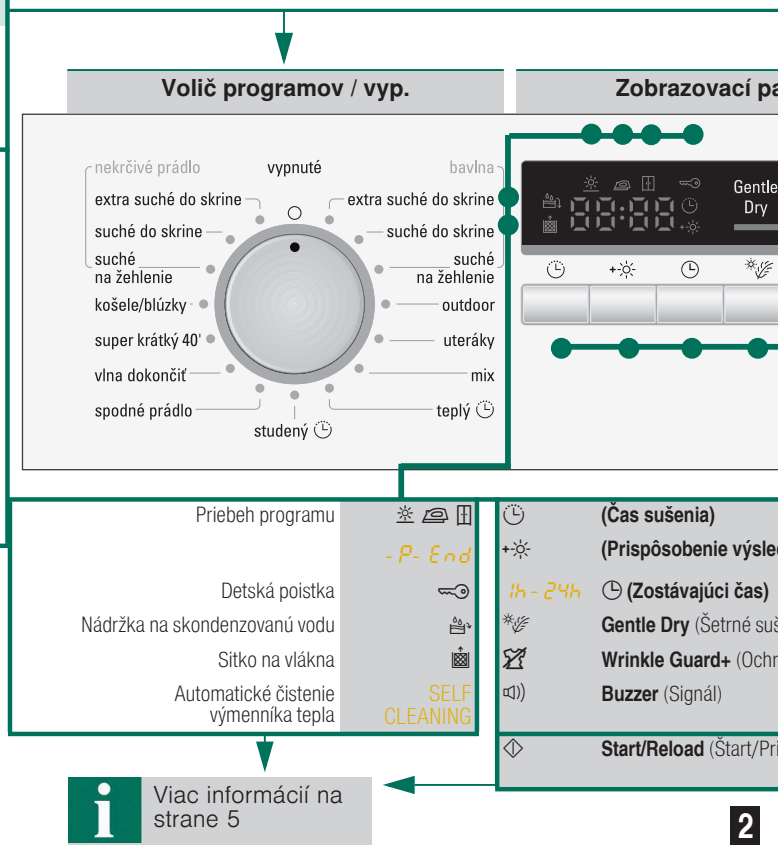 Volič programov / vyp.
Zobrazovací pa
nekrčivé prádlo
vypnuté
bavlna
extra suché do skrine
extra suché do skrine
suché do skrine
suché do skrine
suché
na žehlenie
suché
na žehlenie
košele/blúzky
outdoor
super krátký 40'
uteráky
vlna dokončiť
mix
spodné prádlo
teplý
studený
88:88
Gentle
Dry
Priebeh programu
- P- End
Detská poistka
Nádržka na skondenzovanú vodu
Sitko na vlákna
Automatické čistenie
výmenníka tepla
SELF
CLEANING
(Čas sušenia)
(Prispôsobenie výsled
1h - 24h (Zostávajúci čas)
Gentle Dry (Šetrné suš
Wrinkle Guard+ (Ochr
Buzzer (Signál)
Start/Reload (Štart/Pri
i
Viac informácií na
strane 5
2